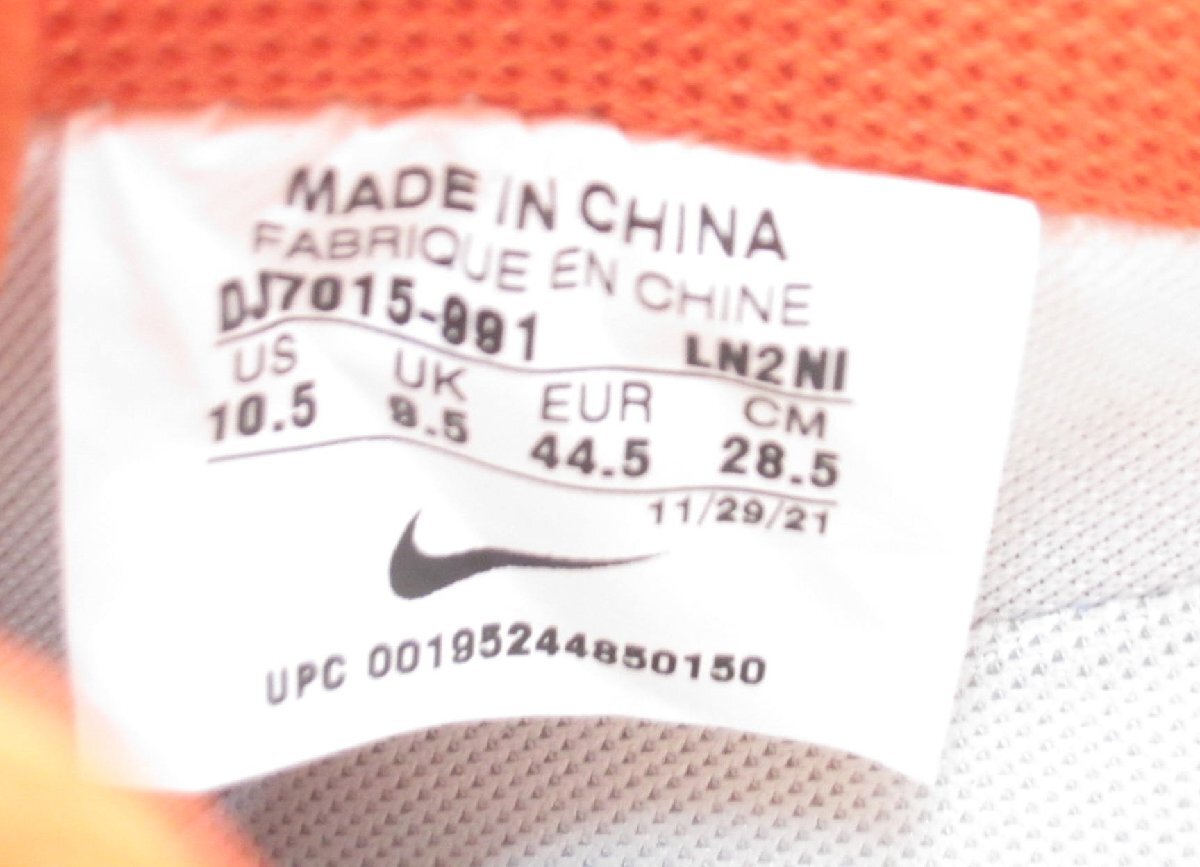 MADE IN CHINA
FABRIQUE EN CHINE
DJ7015-991 LN2NI
US UK EUR CM
10.5 9.5 44.5 28.5
11/29/21
UPC 00195244850150